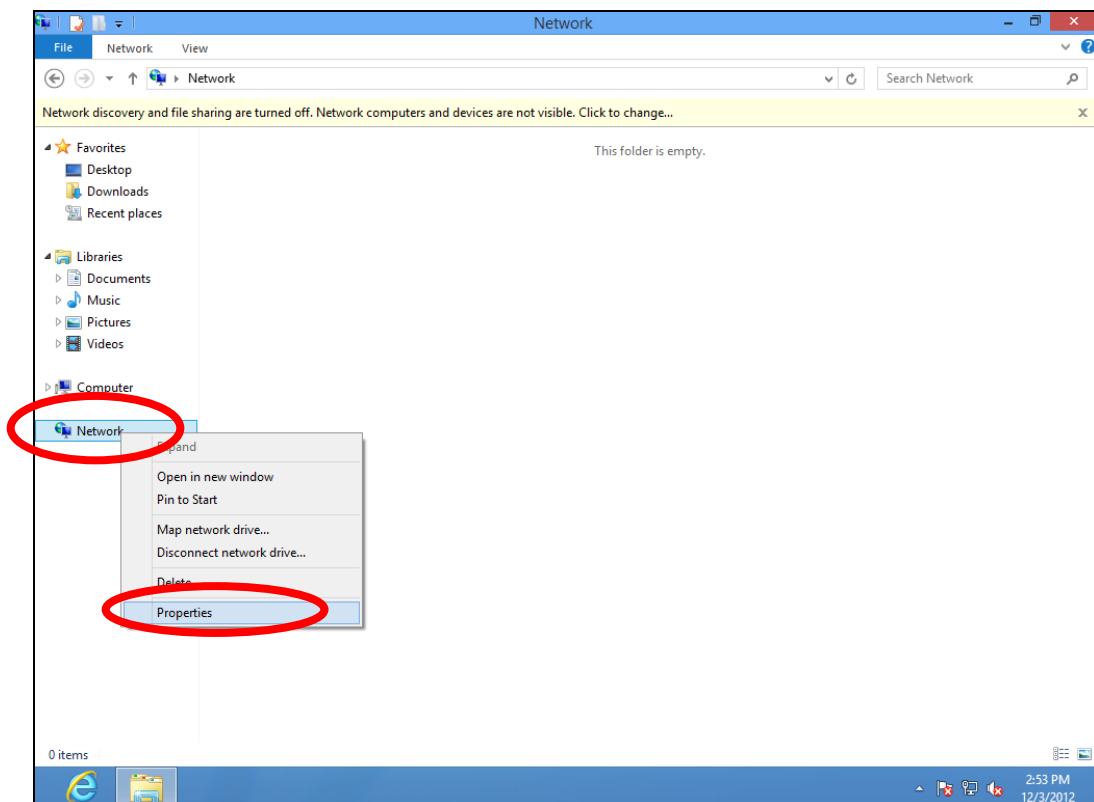 Network
File Network View
Network
Search Network
Network discovery and file sharing are turned off. Network computers and devices are not visible. Click to change...
This folder is empty.
Favorites
Desktop
Downloads
Recent places
Libraries
Documents
Music
Pictures
Videos
Computer
Network
Expand
Open in new window
Pin to Start
Map network drive...
Disconnect network drive...
Delete
Properties
0 items
2:53 PM
12/3/2012